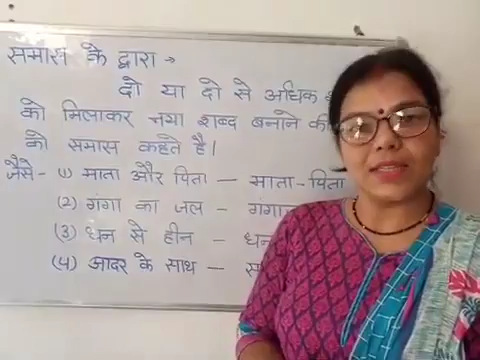 समास के द्वारा →
दो या दो से अधिक
को मिलाकर नया शब्द बनाने की
को समास कहते है।
जैसे - (1) माता और पिता — माता-पिता
(2) गंगा का जल - गंगा
(3) धन से हीन - धन
(4) आदर के साथ —